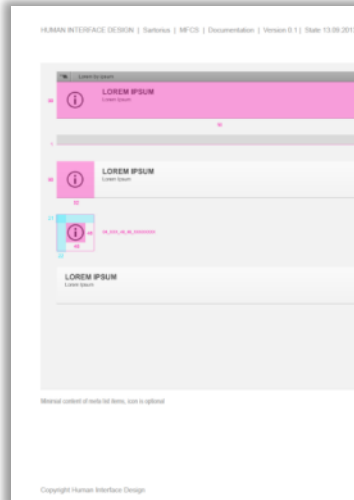 HUMAN INTERFACE DESIGN | Sartorius | MFCS | Documentation | Version 0.1 | State 13.09.2013
Lorem Ipsum
LOREM IPSUM
Lorem Ipsum
LOREM IPSUM
Lorem Ipsum
LOREM IPSUM
Lorem Ipsum
Minimal content of meta list items, icon is optional
Copyright Human Interface Design